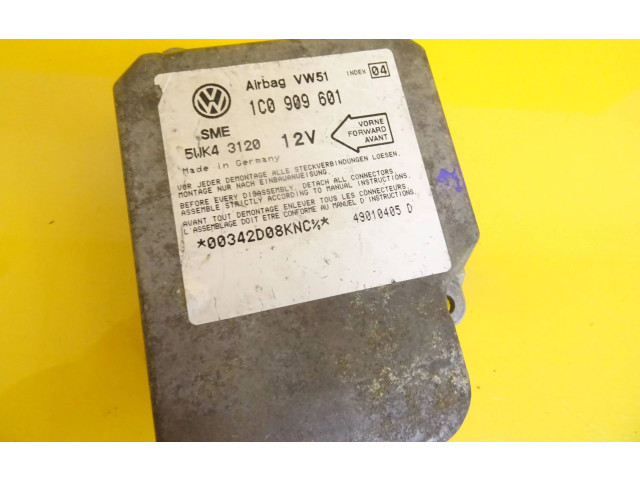 Airbag VW51 INDEX 04
1C0 909 601
SME
5WK4 3120 12V
VORNE
FORWARD
AVANT
Made in Germany
VOR JEDER DEMONTAGE ALLE STECKVERBINDUNGEN LOESEN.
MONTAGE NUR NACH EINBAUANWEISUNG.
BEFORE EVERY DISASSEMBLY, DETACH ALL CONNECTORS
ASSEMBLE STRICTLY ACCORDING TO MANUAL INSTRUCTIONS.
AVANT TOUT DEMONTAGE ENLEVER TOUS LES CONNECTEURS
L'ASSEMBLAGE DOIT ETRE CONFORME AU MANUEL D'INSTRUCTIONS.
*00342D08KNC½* 49010405 D